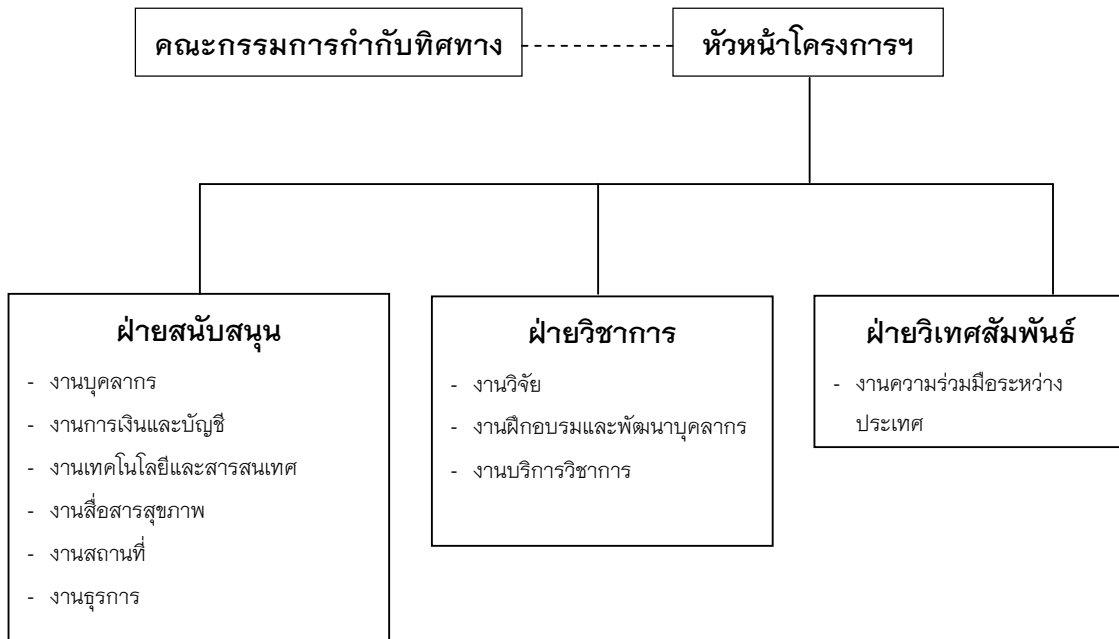 คณะกรรมการกำกับทิศทาง
หัวหน้าโครงการฯ
ฝ่ายสนับสนุน
- งานบุคลากร
- งานการเงินและบัญชี
- งานเทคโนโลยีและสารสนเทศ
- งานสื่อสารสุขภาพ
- งานสถานที่
- งานธุรการ
ฝ่ายวิชาการ
- งานวิจัย
- งานฝึกอบรมและพัฒนาบุคลากร
- งานบริการวิชาการ
ฝ่ายวิเทศสัมพันธ์
- งานความร่วมมือระหว่าง
ประเทศ